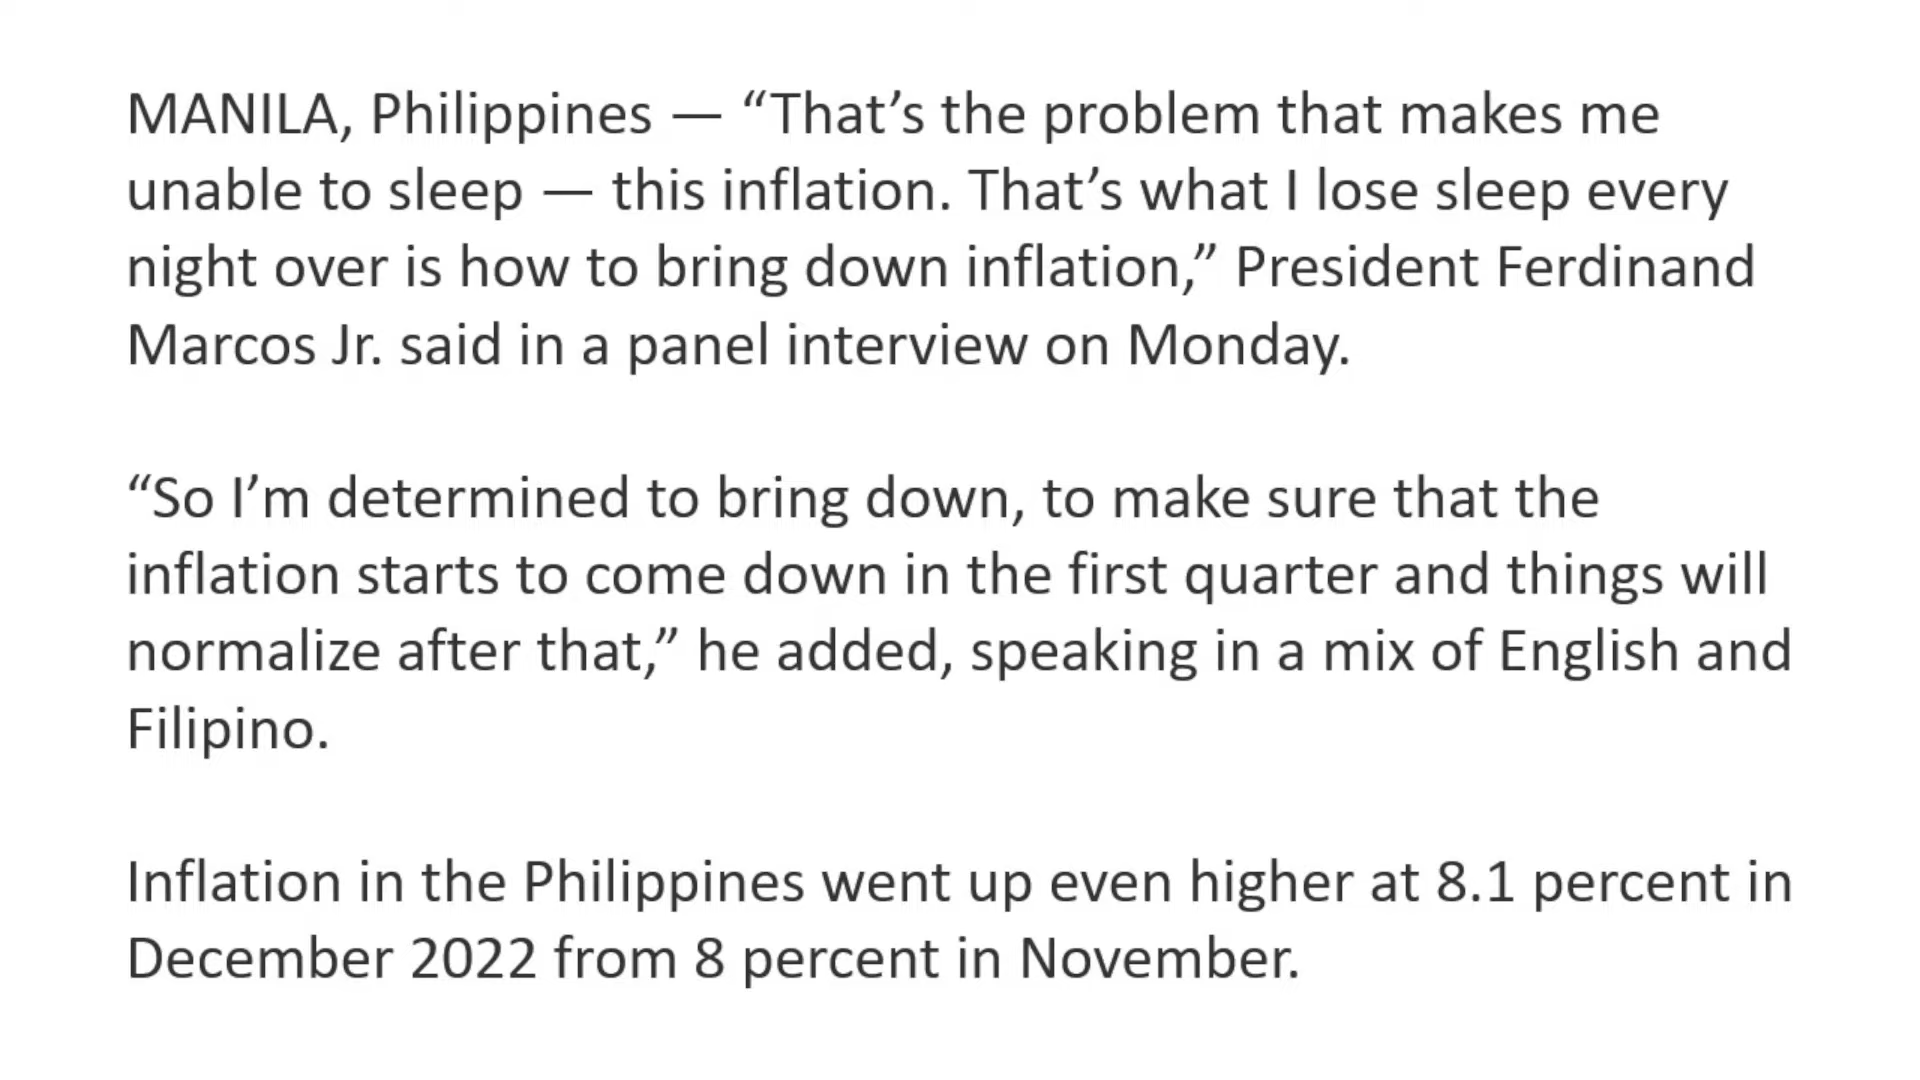 MANILA, Philippines — “That’s the problem that makes me
unable to sleep — this inflation. That’s what I lose sleep every
night over is how to bring down inflation,” President Ferdinand
Marcos Jr. said in a panel interview on Monday.
“So I’m determined to bring down, to make sure that the
inflation starts to come down in the first quarter and things will
normalize after that,” he added, speaking in a mix of English and
Filipino.
Inflation in the Philippines went up even higher at 8.1 percent in
December 2022 from 8 percent in November.